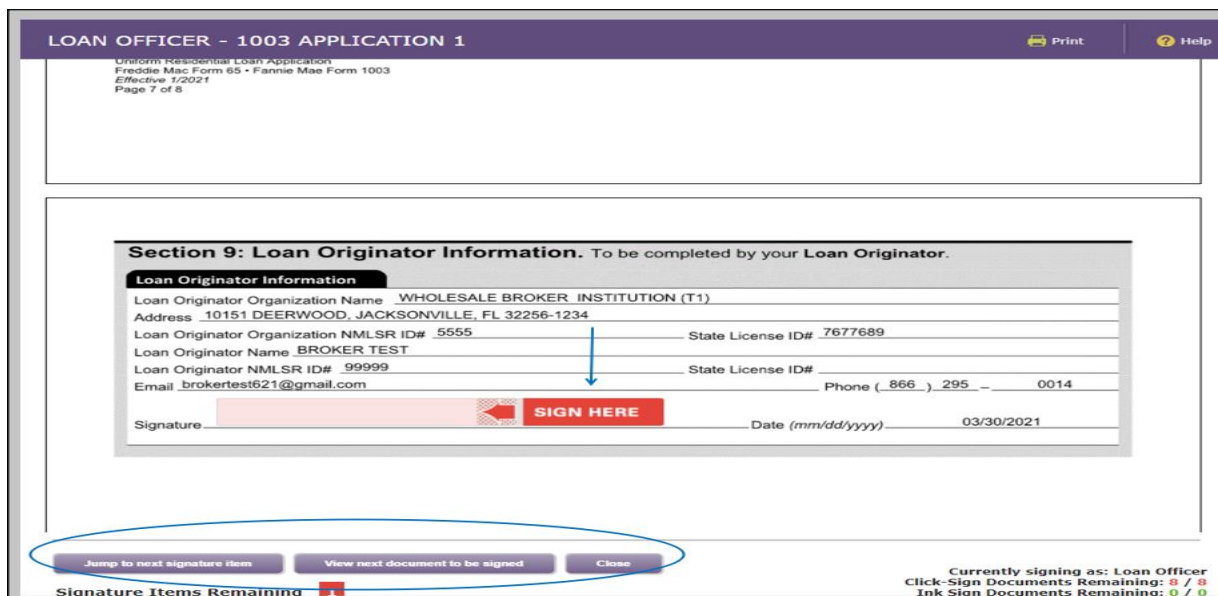 LOAN OFFICER - 1003 APPLICATION 1 Print Help
Uniform Residential Loan Application
Freddie Mac Form 65 • Fannie Mae Form 1003
Effective 1/2021
Page 7 of 8
Section 9: Loan Originator Information. To be completed by your Loan Originator.
Loan Originator Information
Loan Originator Organization Name WHOLESALE BROKER INSTITUTION (T1)
Address 10151 DEERWOOD, JACKSONVILLE, FL 32256-1234
Loan Originator Organization NMLSR ID# 5555 State License ID# 7677689
Loan Originator Name BROKER TEST
Loan Originator NMLSR ID# 99999 State License ID#
Email brokertest621@gmail.com Phone ( 866 ) 295 – 0014
SIGN HERE
Signature Date (mm/dd/yyyy) 03/30/2021
Jump to next signature item View next document to be signed Close
Currently signing as: Loan Officer
Click-Sign Documents Remaining: 8 / 8
Signature Items Remaining 1 Ink Sign Documents Remaining: 0 / 0